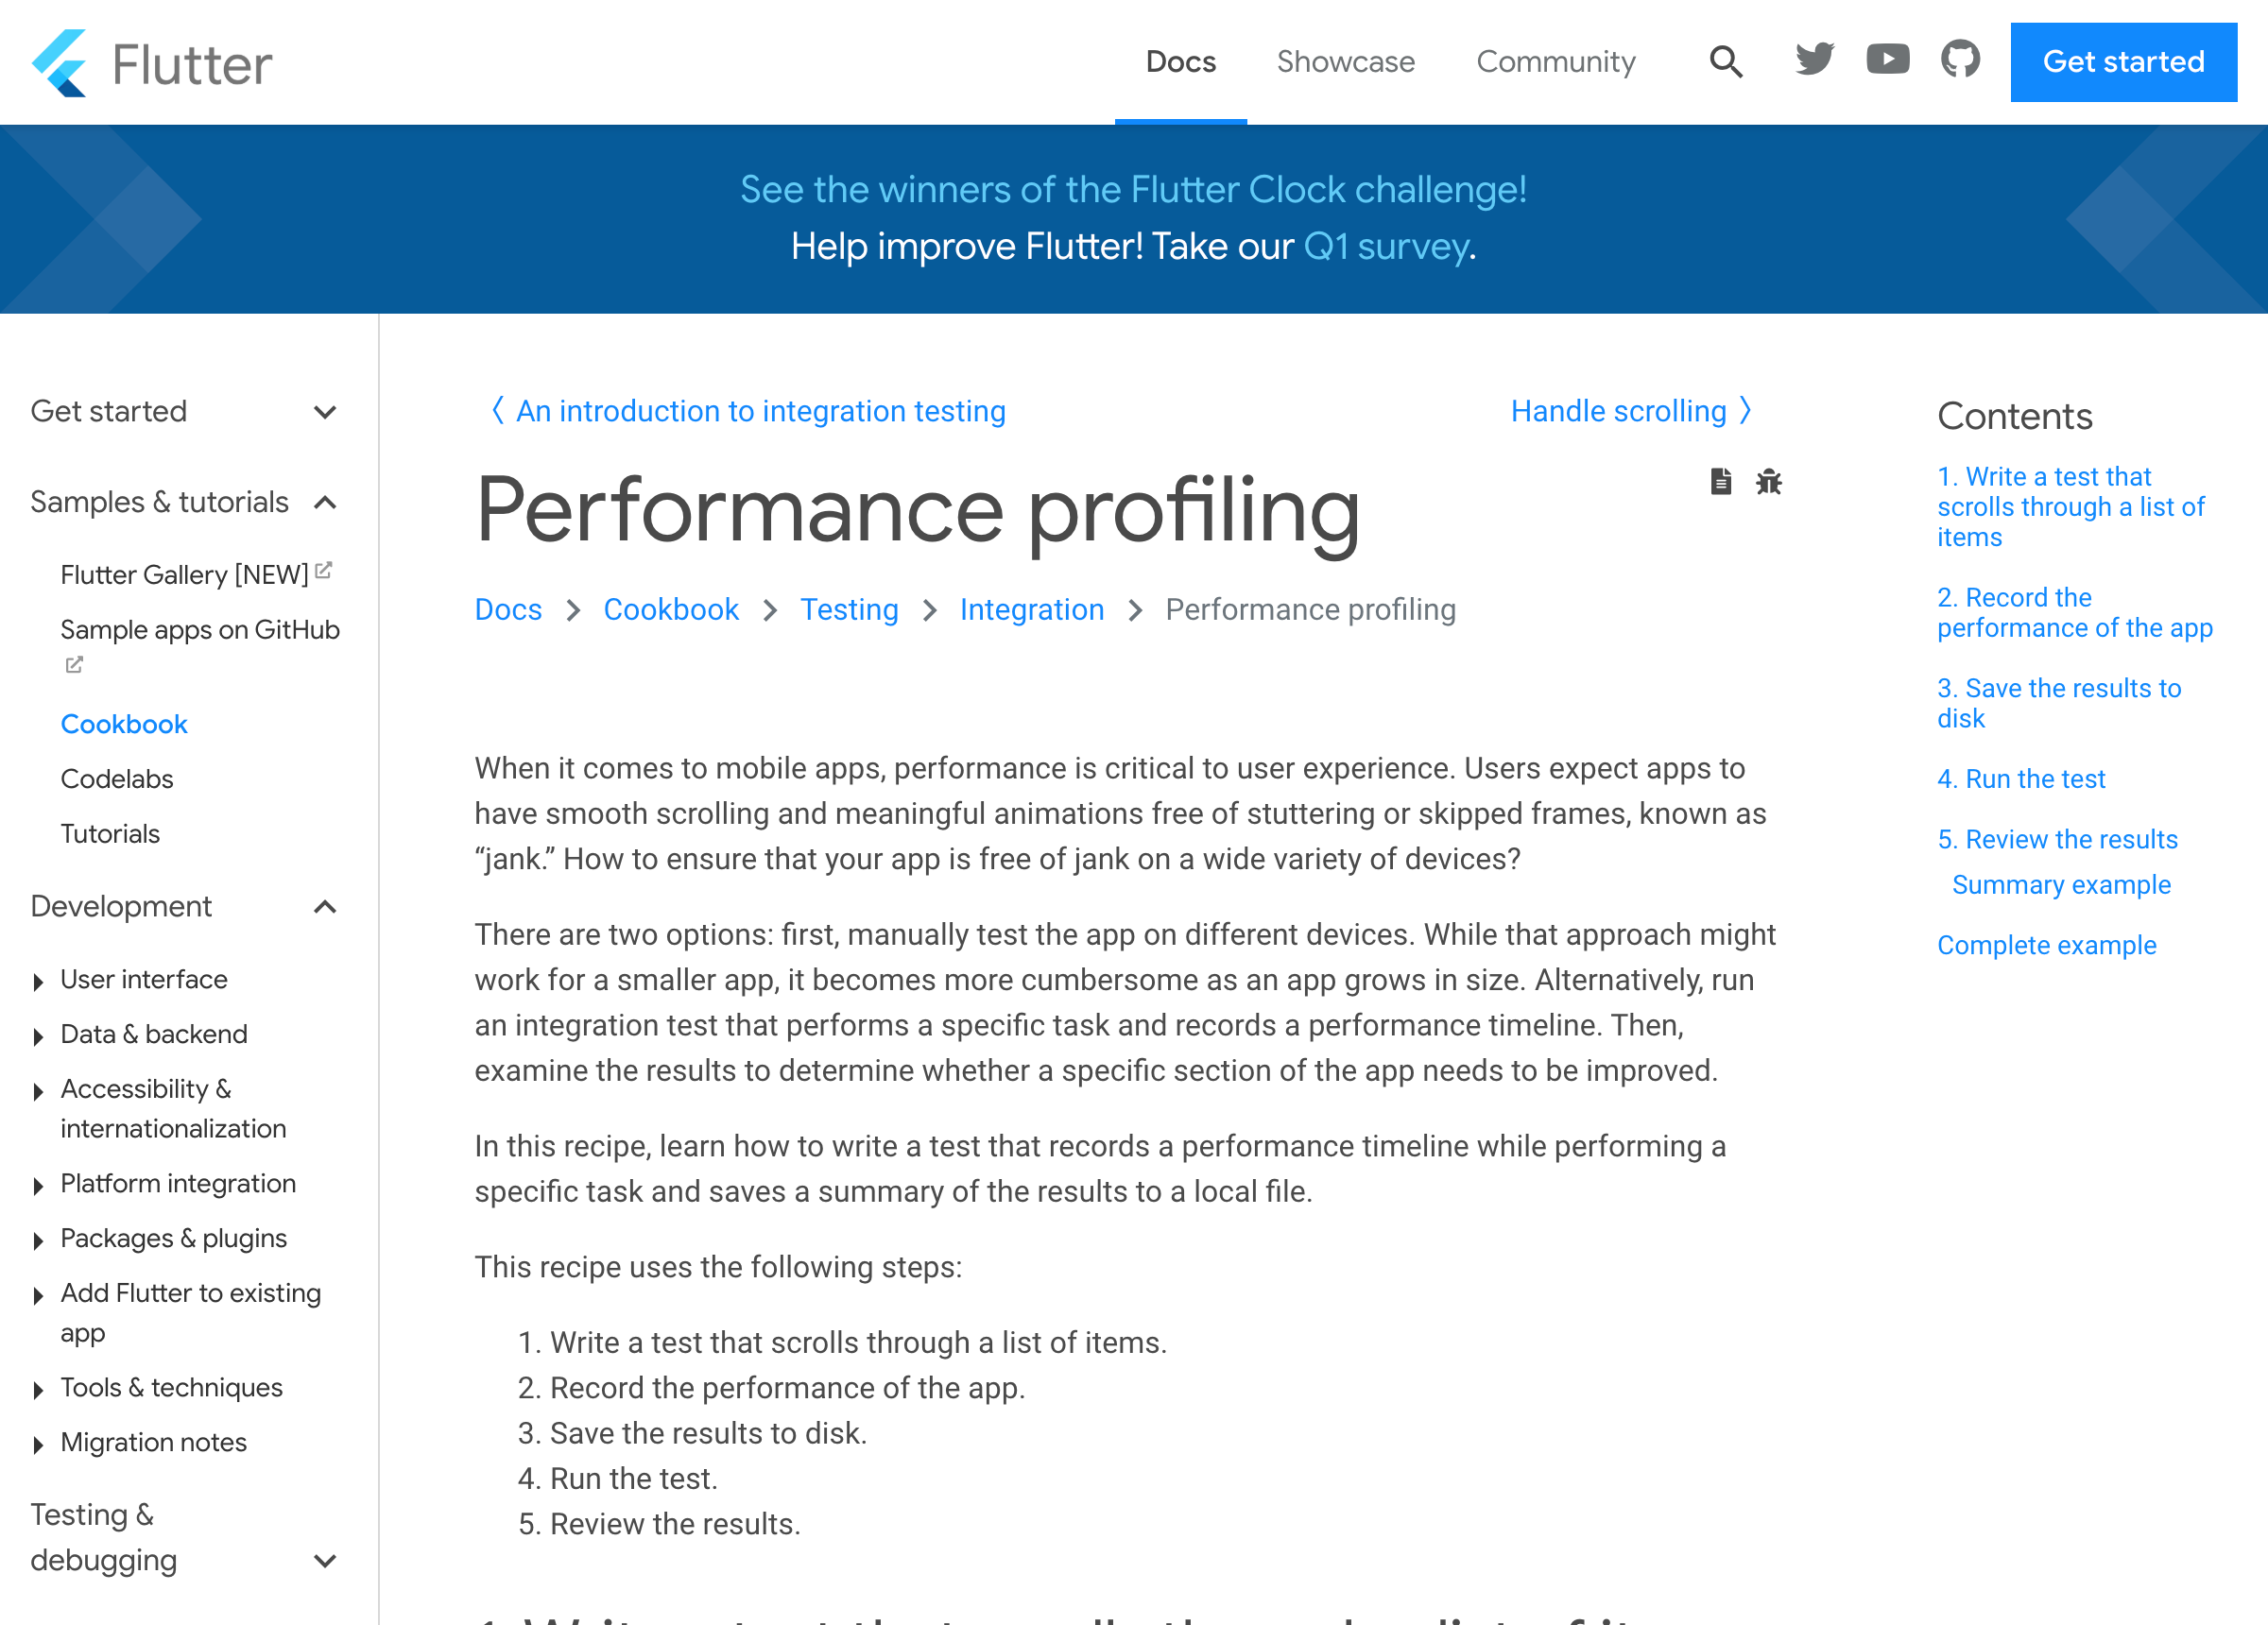 Flutter
Docs
Showcase
Community
Get started
See the winners of the Flutter Clock challenge!
Help improve Flutter! Take our Q1 survey.
Get started
Samples & tutorials
Flutter Gallery [NEW]
Sample apps on GitHub
Cookbook
Codelabs
Tutorials
Development
User interface
Data & backend
Accessibility &
internationalization
Platform integration
Packages & plugins
Add Flutter to existing
app
Tools & techniques
Migration notes
Testing &
debugging
〈 An introduction to integration testing
Handle scrolling 〉
Performance profiling
Docs
Cookbook
Testing
Integration
Performance profiling
When it comes to mobile apps, performance is critical to user experience. Users expect apps to
have smooth scrolling and meaningful animations free of stuttering or skipped frames, known as
“jank.” How to ensure that your app is free of jank on a wide variety of devices?
There are two options: first, manually test the app on different devices. While that approach might
work for a smaller app, it becomes more cumbersome as an app grows in size. Alternatively, run
an integration test that performs a specific task and records a performance timeline. Then,
examine the results to determine whether a specific section of the app needs to be improved.
In this recipe, learn how to write a test that records a performance timeline while performing a
specific task and saves a summary of the results to a local file.
This recipe uses the following steps:
1. Write a test that scrolls through a list of items.
2. Record the performance of the app.
3. Save the results to disk.
4. Run the test.
5. Review the results.
Contents
1. Write a test that
scrolls through a list of
items
2. Record the
performance of the app
3. Save the results to
disk
4. Run the test
5. Review the results
Summary example
Complete example